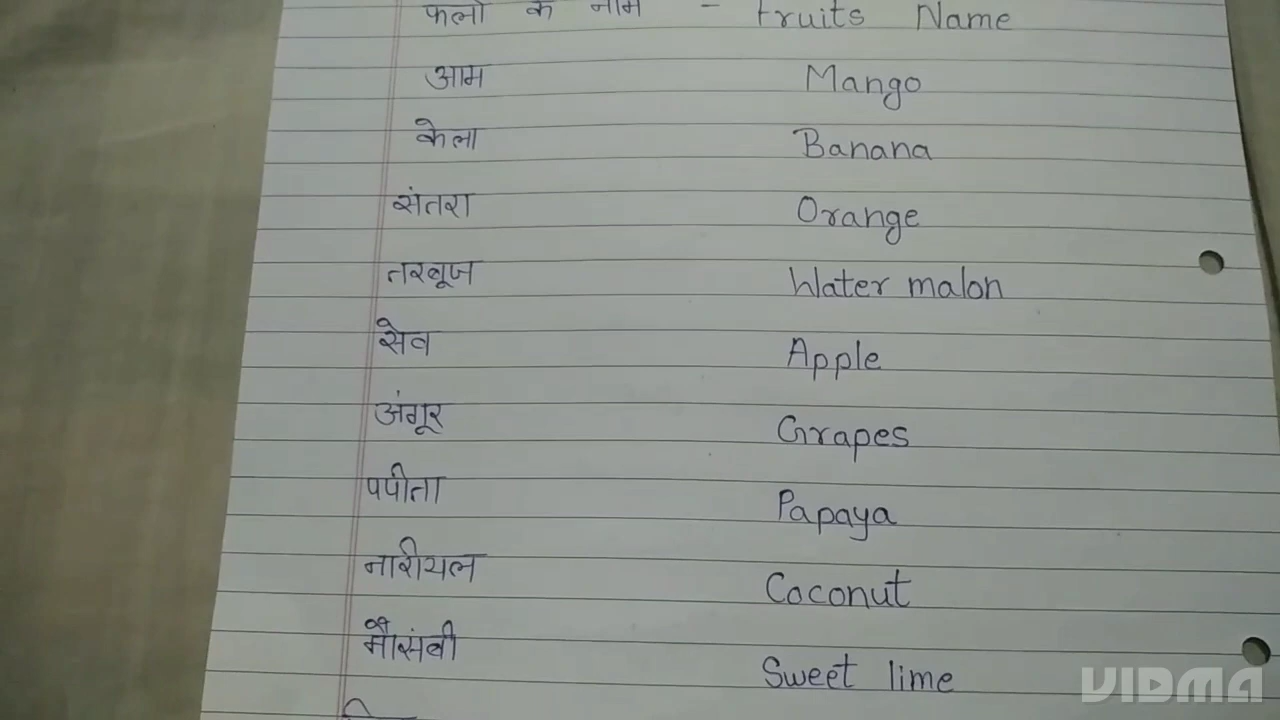 फलो के नाम - Fruits Name
आम Mango
केला Banana
संतरा Orange
तरबूज Water malon
सेव Apple
अंगूर Grapes
पपीता Papaya
नारीयल Coconut
मौसंबी Sweet lime
VIDMA